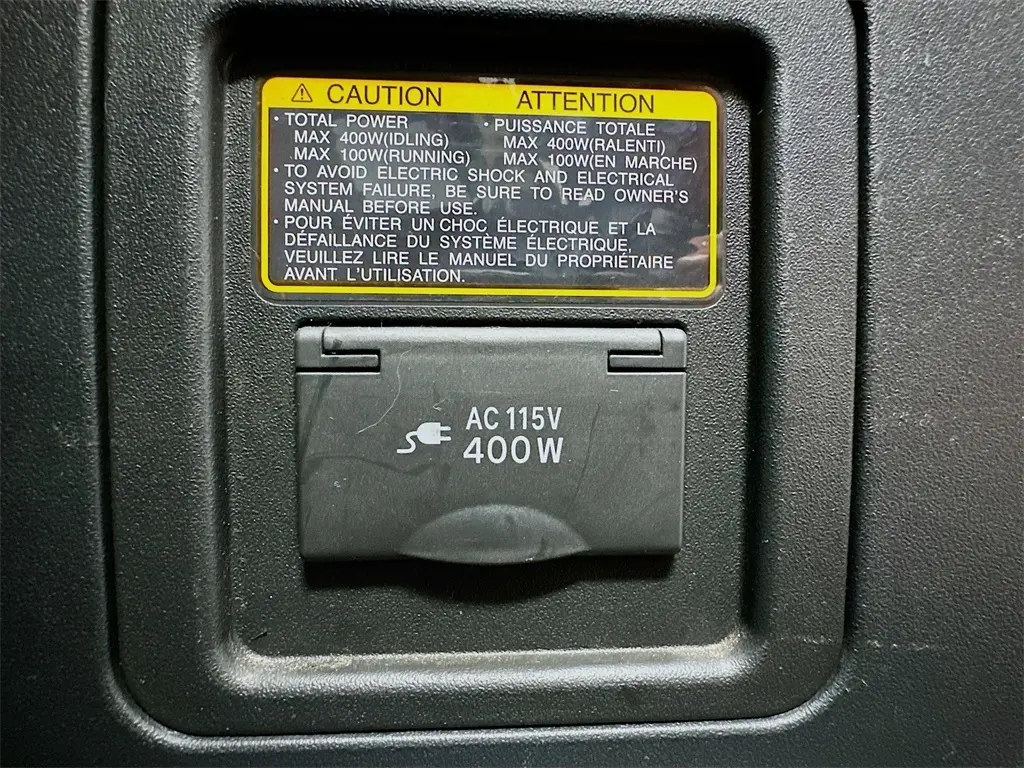 ⚠ CAUTION ATTENTION
• TOTAL POWER
MAX 400W(IDLING)
MAX 100W(RUNNING)
• PUISSANCE TOTALE
MAX 400W(RALENTI)
MAX 100W(EN MARCHE)
• TO AVOID ELECTRIC SHOCK AND ELECTRICAL
SYSTEM FAILURE, BE SURE TO READ OWNER'S
MANUAL BEFORE USE.
• POUR ÉVITER UN CHOC ÉLECTRIQUE ET LA
DÉFAILLANCE DU SYSTÈME ÉLECTRIQUE,
VEUILLEZ LIRE LE MANUEL DU PROPRIÉTAIRE
AVANT L'UTILISATION.
AC 115V
400W